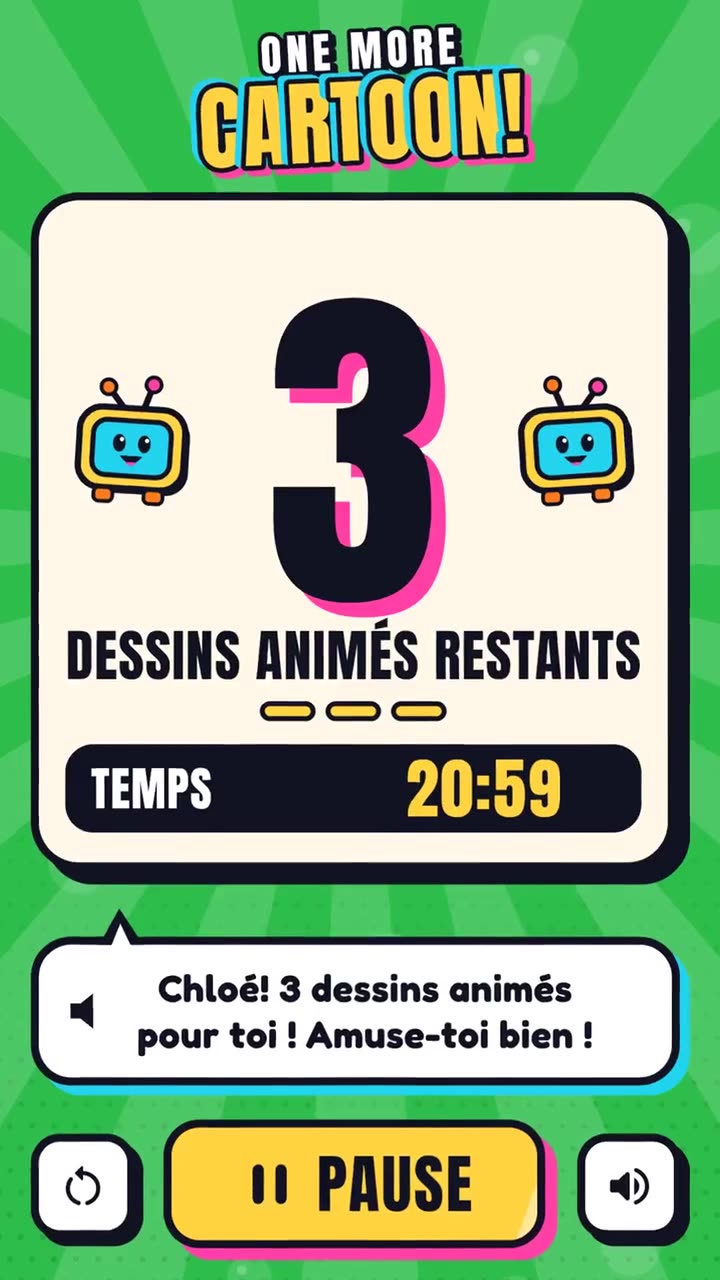 ONE MORE
CARTOON!
3
DESSINS ANIMÉS RESTANTS
TEMPS 20:59
Chloé! 3 dessins animés
pour toi ! Amuse-toi bien !
PAUSE